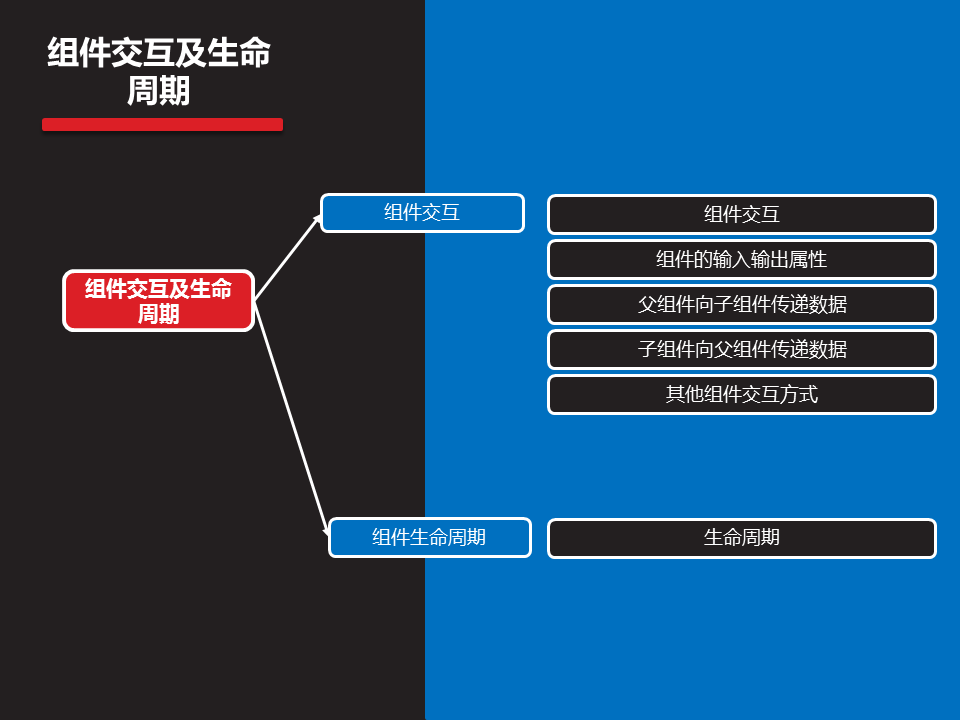 组件交互及生命
周期
组件交互及生命
周期
组件交互
组件交互
组件的输入输出属性
父组件向子组件传递数据
子组件向父组件传递数据
其他组件交互方式
组件生命周期
生命周期